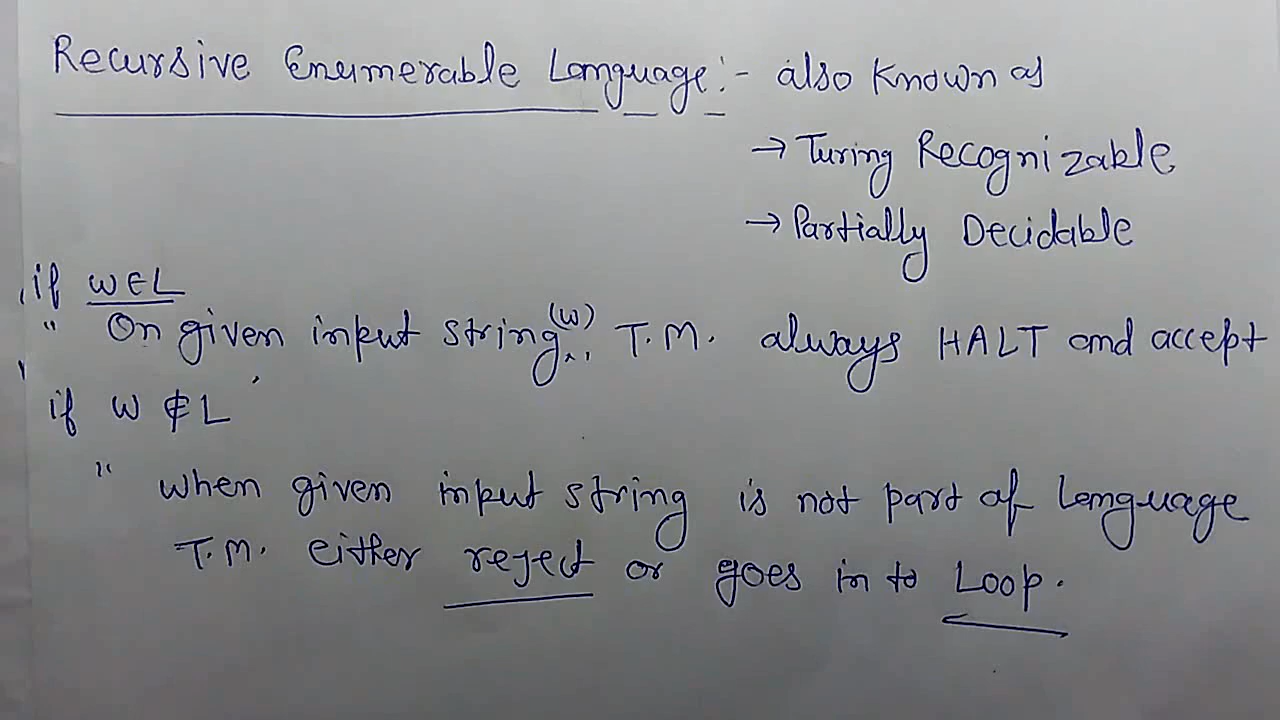 Recursive Enumerable Language :- also known as
→ Turing Recognizable
→ Partially Decidable
if w∈L
" On given input string (w), T.M. always HALT and accept
if w ∉ L
" when given input string is not part of language
T.M. either reject or goes in to Loop.